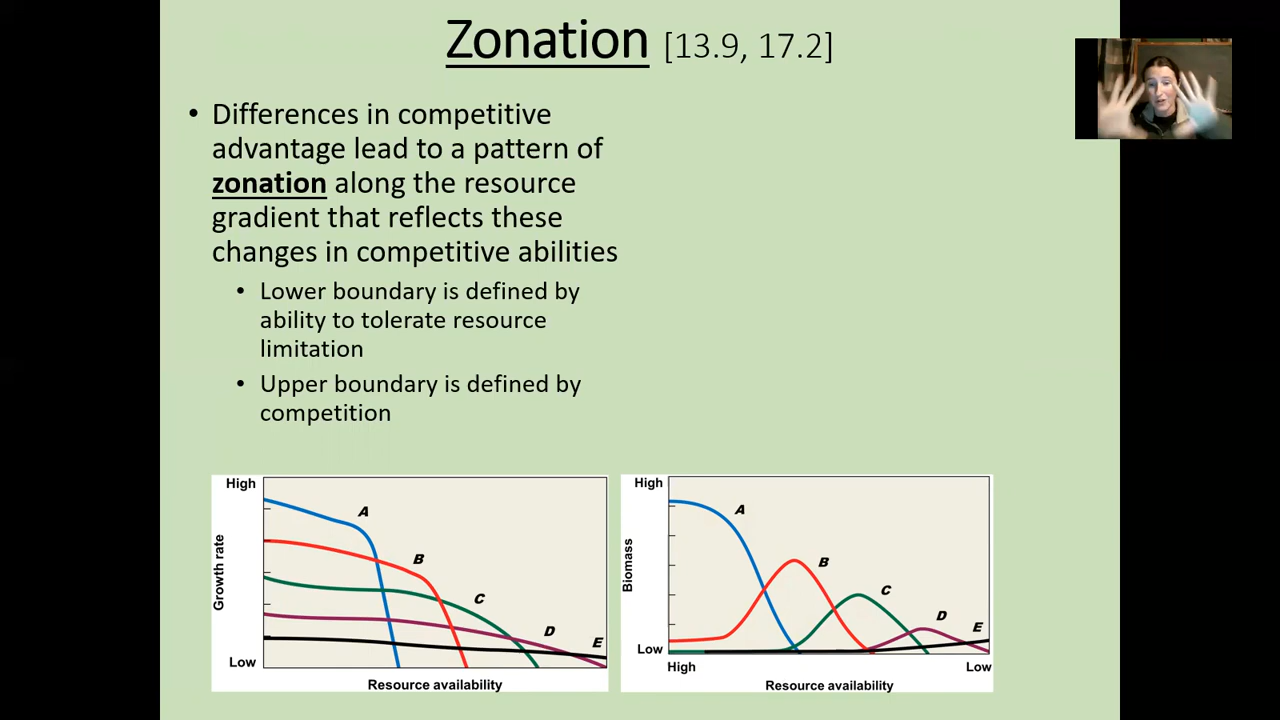 Zonation [13.9, 17.2]
• Differences in competitive
advantage lead to a pattern of
zonation along the resource
gradient that reflects these
changes in competitive abilities
• Lower boundary is defined by
ability to tolerate resource
limitation
• Upper boundary is defined by
competition
High
Growth rate
Low
A
B
C
D
E
Resource availability
High
Biomass
Low
A
B
C
D
E
High
Low
Resource availability